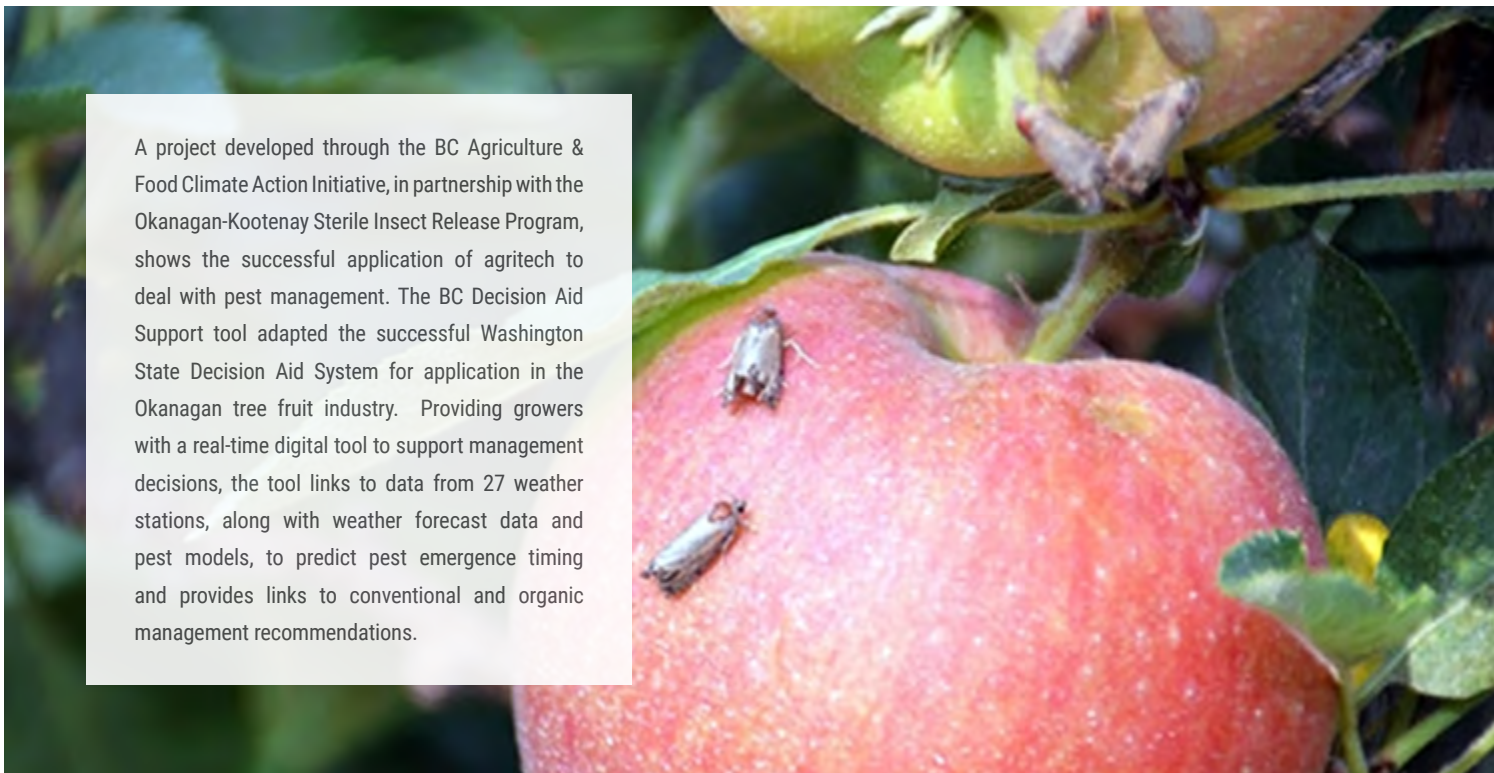 A project developed through the BC Agriculture &
Food Climate Action Initiative, in partnership with the
Okanagan-Kootenay Sterile Insect Release Program,
shows the successful application of agritech to
deal with pest management. The BC Decision Aid
Support tool adapted the successful Washington
State Decision Aid System for application in the
Okanagan tree fruit industry.  Providing growers
with a real-time digital tool to support management
decisions, the tool links to data from 27 weather
stations, along with weather forecast data and
pest models, to predict pest emergence timing
and provides links to conventional and organic
management recommendations.